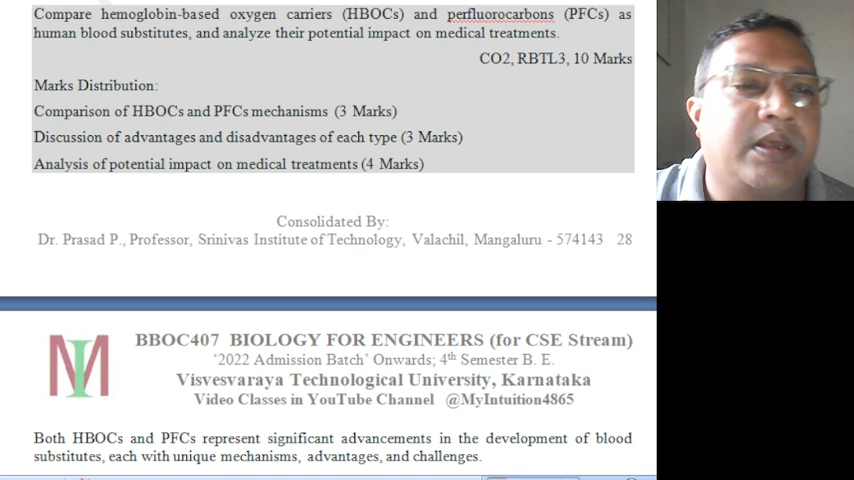 Compare hemoglobin-based oxygen carriers (HBOCs) and perfluorocarbons (PFCs) as
human blood substitutes, and analyze their potential impact on medical treatments.
CO2, RBTL3, 10 Marks
Marks Distribution:
Comparison of HBOCs and PFCs mechanisms (3 Marks)
Discussion of advantages and disadvantages of each type (3 Marks)
Analysis of potential impact on medical treatments (4 Marks)
Consolidated By:
Dr. Prasad P., Professor, Srinivas Institute of Technology, Valachil, Mangaluru - 574143 28
MI
BBOC407 BIOLOGY FOR ENGINEERS (for CSE Stream)
‘2022 Admission Batch’ Onwards; 4th Semester B. E.
Visvesvaraya Technological University, Karnataka
Video Classes in YouTube Channel @MyIntuition4865
Both HBOCs and PFCs represent significant advancements in the development of blood
substitutes, each with unique mechanisms, advantages, and challenges.